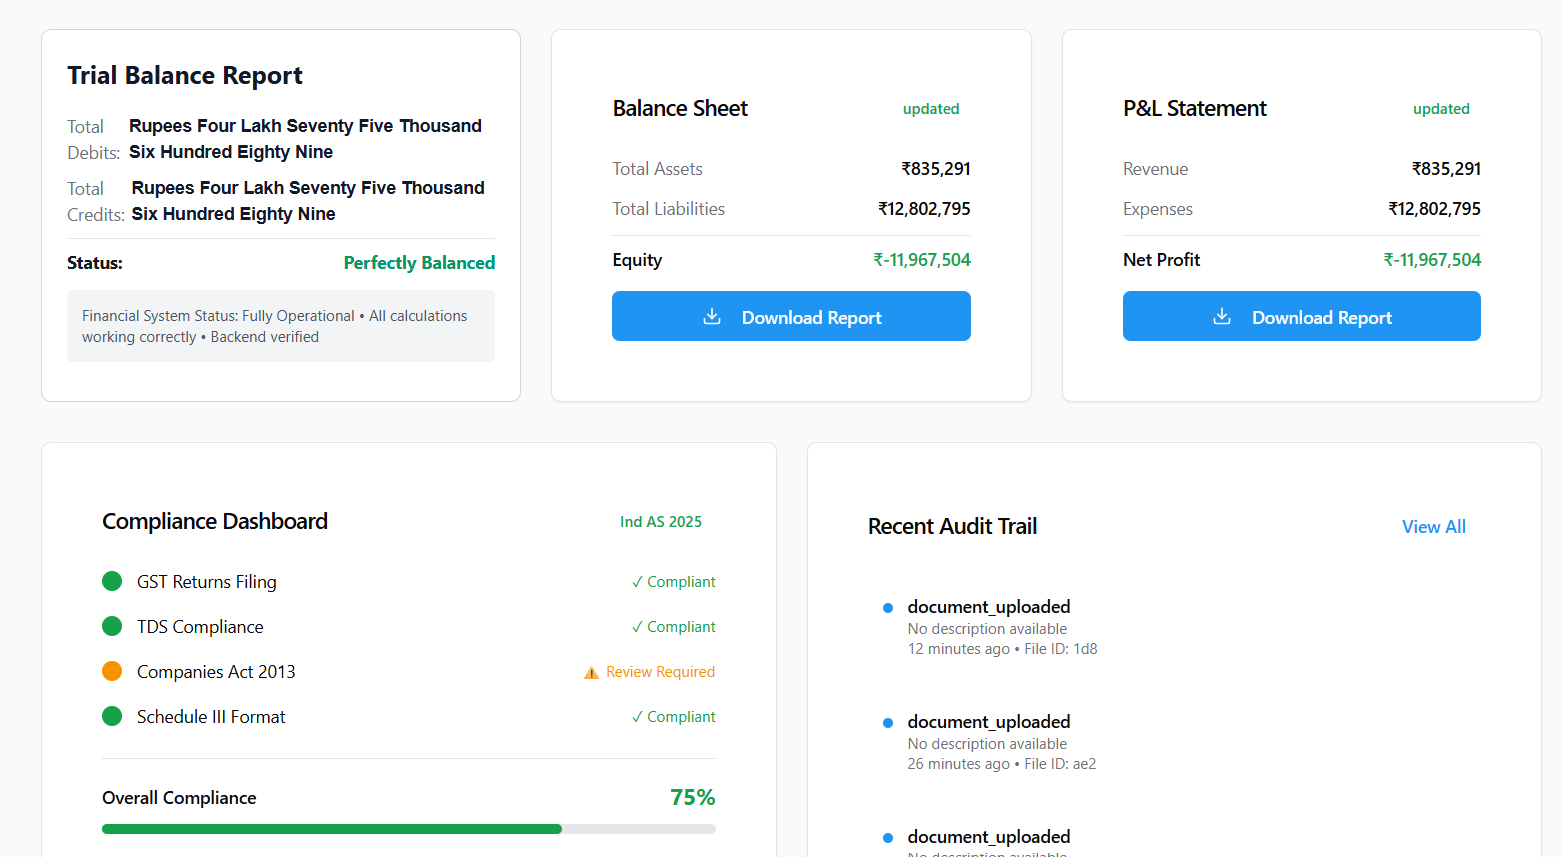 Trial Balance Report
Total Debits: Rupees Four Lakh Seventy Five Thousand
Six Hundred Eighty Nine
Total Credits: Rupees Four Lakh Seventy Five Thousand
Six Hundred Eighty Nine
Status: Perfectly Balanced
Financial System Status: Fully Operational • All calculations
working correctly • Backend verified
Balance Sheet updated
Total Assets ₹835,291
Total Liabilities ₹12,802,795
Equity ₹-11,967,504
Download Report
P&L Statement updated
Revenue ₹835,291
Expenses ₹12,802,795
Net Profit ₹-11,967,504
Download Report
Compliance Dashboard Ind AS 2025
GST Returns Filing ✓ Compliant
TDS Compliance ✓ Compliant
Companies Act 2013 ⚠ Review Required
Schedule III Format ✓ Compliant
Overall Compliance 75%
Recent Audit Trail View All
document_uploaded
No description available
12 minutes ago • File ID: 1d8
document_uploaded
No description available
26 minutes ago • File ID: ae2
document_uploaded
No description available